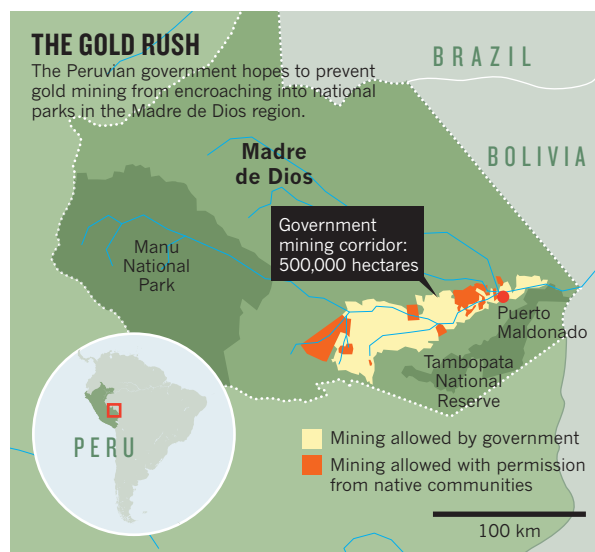 THE GOLD RUSH
The Peruvian government hopes to prevent
gold mining from encroaching into national
parks in the Madre de Dios region.
BRAZIL
BOLIVIA
Madre
de Dios
Government
mining corridor:
500,000 hectares
Manu
National
Park
Puerto
Maldonado
Tambopata
National
Reserve
PERU
Mining allowed by government
Mining allowed with permission
from native communities
100 km